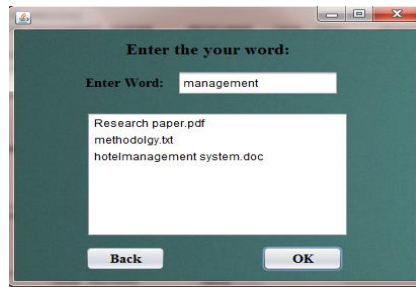 Enter the your word:
Enter Word: management
Research paper.pdf
methodolgy.txt
hotelmanagement system.doc
Back OK